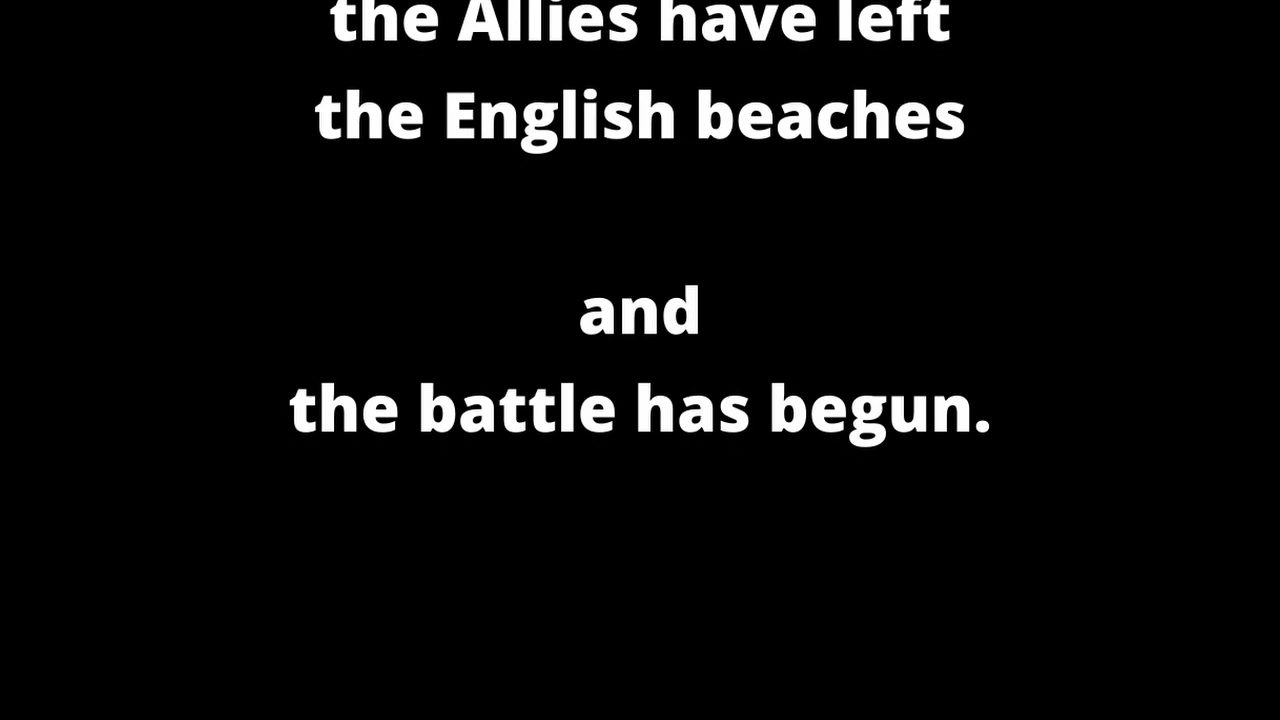 the Allies have left
the English beaches
and
the battle has begun.